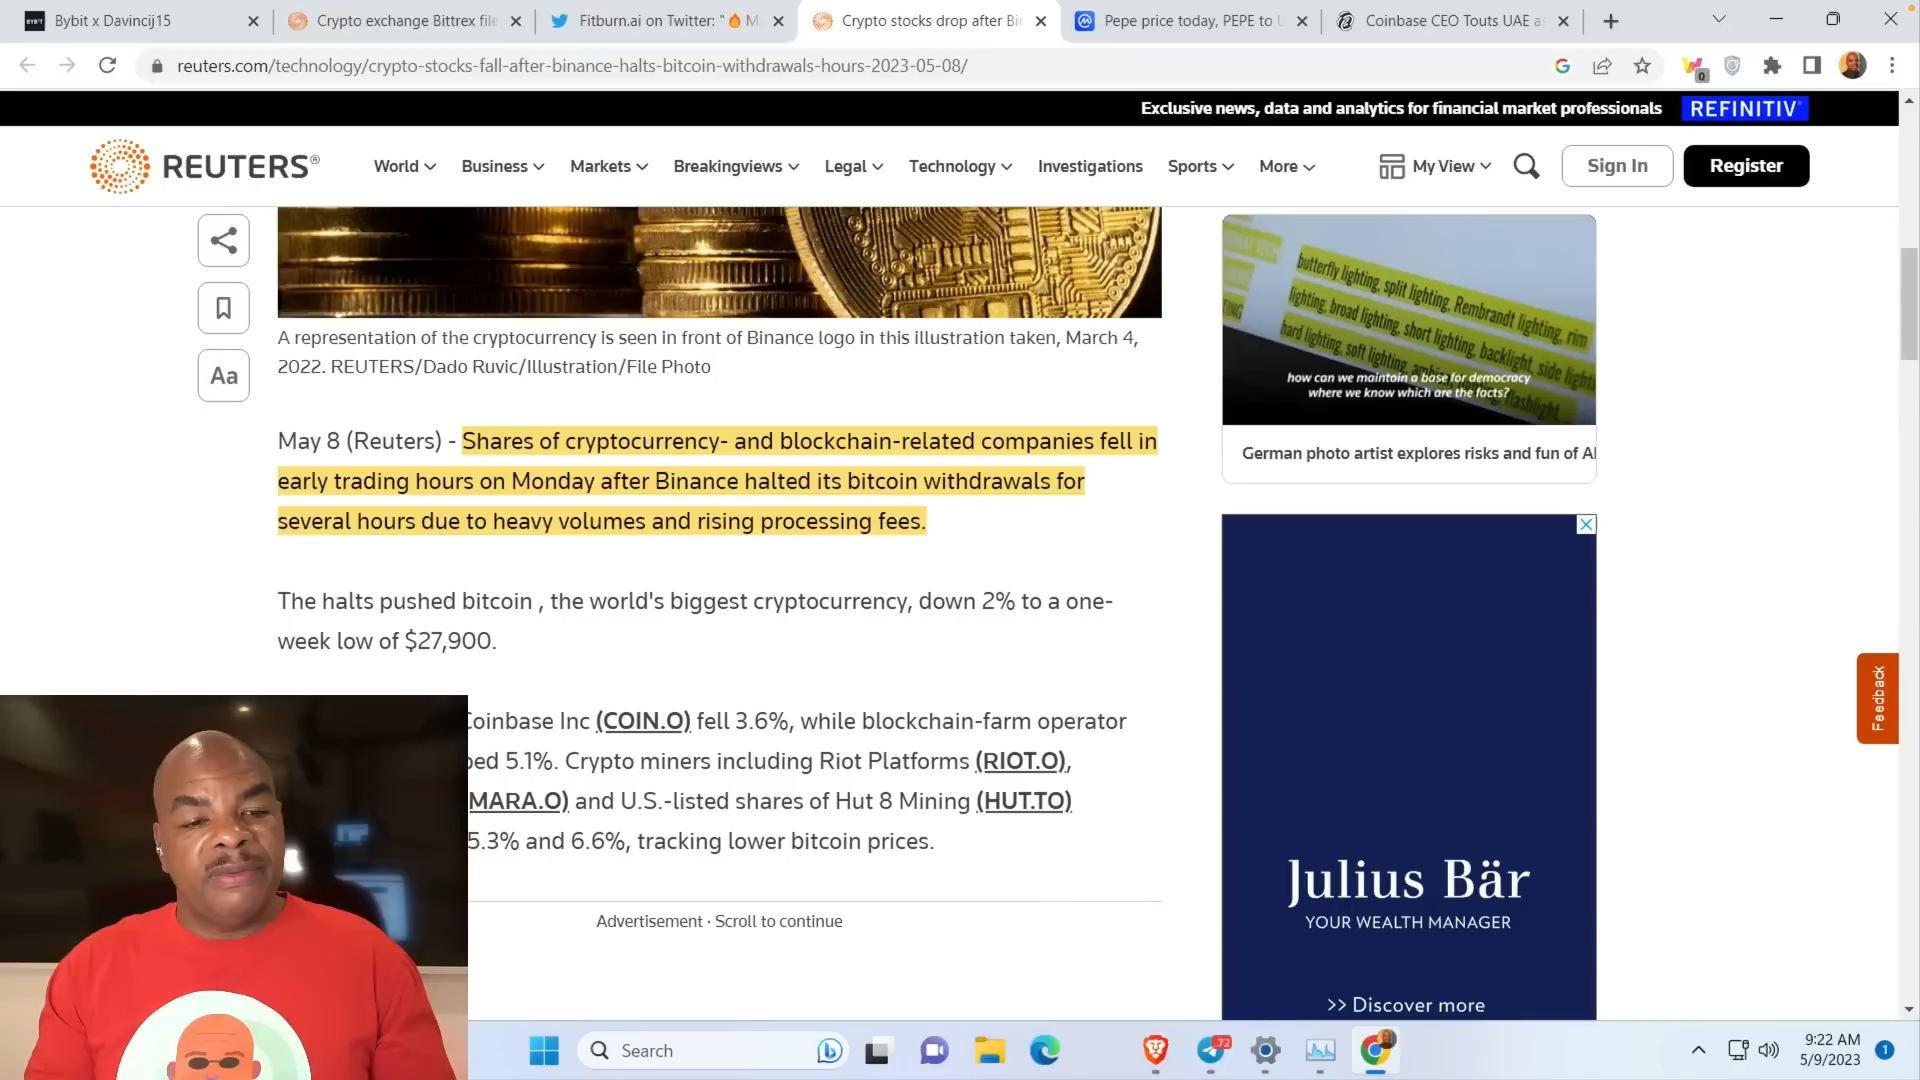 Bybit x Davincij15
Crypto exchange Bittrex file
Fitburn.ai on Twitter: "🔥 M
Crypto stocks drop after Bi
Pepe price today, PEPE to U
Coinbase CEO Touts UAE a
reuters.com/technology/crypto-stocks-fall-after-binance-halts-bitcoin-withdrawals-hours-2023-05-08/
0
Exclusive news, data and analytics for financial market professionals REFINITIV
REUTERS®
World
Business
Markets
Breakingviews
Legal
Technology
Investigations
Sports
More
My View
Sign In
Register
Aa
A representation of the cryptocurrency is seen in front of Binance logo in this illustration taken, March 4,
2022. REUTERS/Dado Ruvic/Illustration/File Photo
May 8 (Reuters) - Shares of cryptocurrency- and blockchain-related companies fell in
early trading hours on Monday after Binance halted its bitcoin withdrawals for
several hours due to heavy volumes and rising processing fees.
The halts pushed bitcoin , the world's biggest cryptocurrency, down 2% to a one-
week low of $27,900.
Coinbase Inc (COIN.O) fell 3.6%, while blockchain-farm operator
ped 5.1%. Crypto miners including Riot Platforms (RIOT.O),
MARA.O) and U.S.-listed shares of Hut 8 Mining (HUT.TO)
5.3% and 6.6%, tracking lower bitcoin prices.
Advertisement · Scroll to continue
butterfly lighting, split lighting, Rembrandt lighting, rim
lighting, broad lighting, short lighting, backlight, side light
hard lighting, soft lighting,
flashlight
how can we maintain a base for democracy
where we know which are the facts?
German photo artist explores risks and fun of AI
Julius Bär
YOUR WEALTH MANAGER
>> Discover more
Feedback
Search
72
9:22 AM
5/9/2023
1